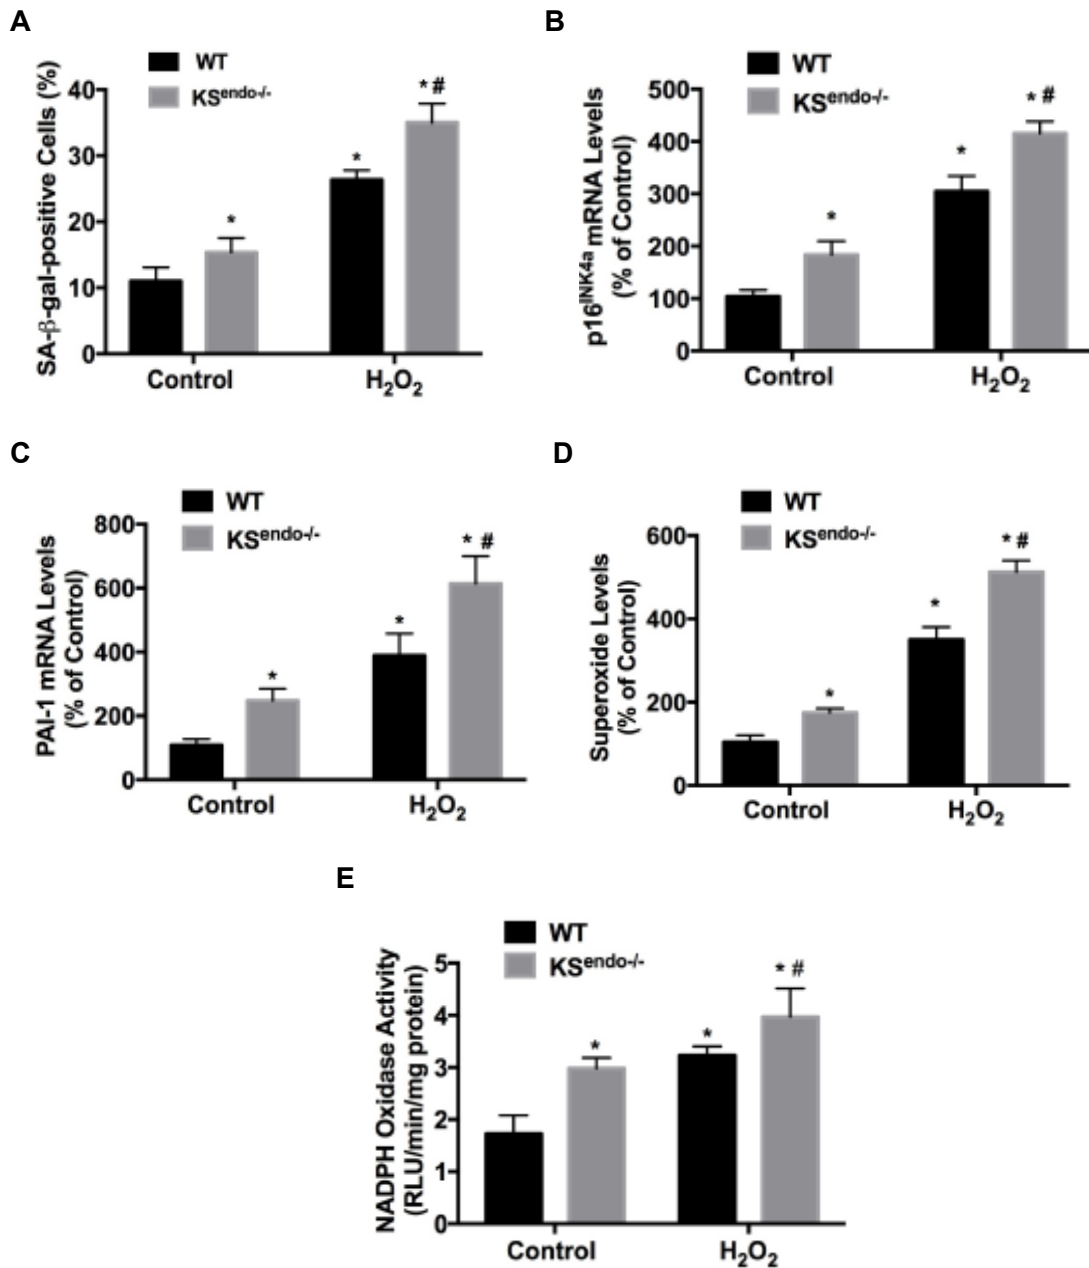 A
WT
KSendo-/-
SA-β-gal-positive Cells (%)
40
30
20
10
0
*
*
* #
Control
H2O2
B
WT
KSendo-/-
p16INK4a mRNA Levels
(% of Control)
500
400
300
200
100
0
*
*
* #
Control
H2O2
C
WT
KSendo-/-
PAI-1 mRNA Levels
(% of Control)
800
600
400
200
0
*
*
* #
Control
H2O2
D
WT
KSendo-/-
Superoxide Levels
(% of Control)
600
400
200
0
*
*
* #
Control
H2O2
E
WT
KSendo-/-
NADPH Oxidase Activity
(RLU/min/mg protein)
5
4
3
2
1
0
*
*
* #
Control
H2O2